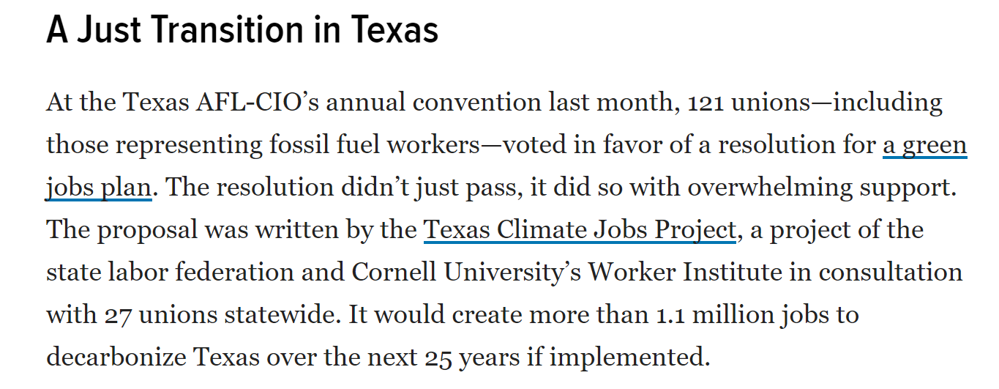 A Just Transition in Texas
At the Texas AFL-CIO’s annual convention last month, 121 unions—including
those representing fossil fuel workers—voted in favor of a resolution for a green
jobs plan. The resolution didn’t just pass, it did so with overwhelming support.
The proposal was written by the Texas Climate Jobs Project, a project of the
state labor federation and Cornell University’s Worker Institute in consultation
with 27 unions statewide. It would create more than 1.1 million jobs to
decarbonize Texas over the next 25 years if implemented.